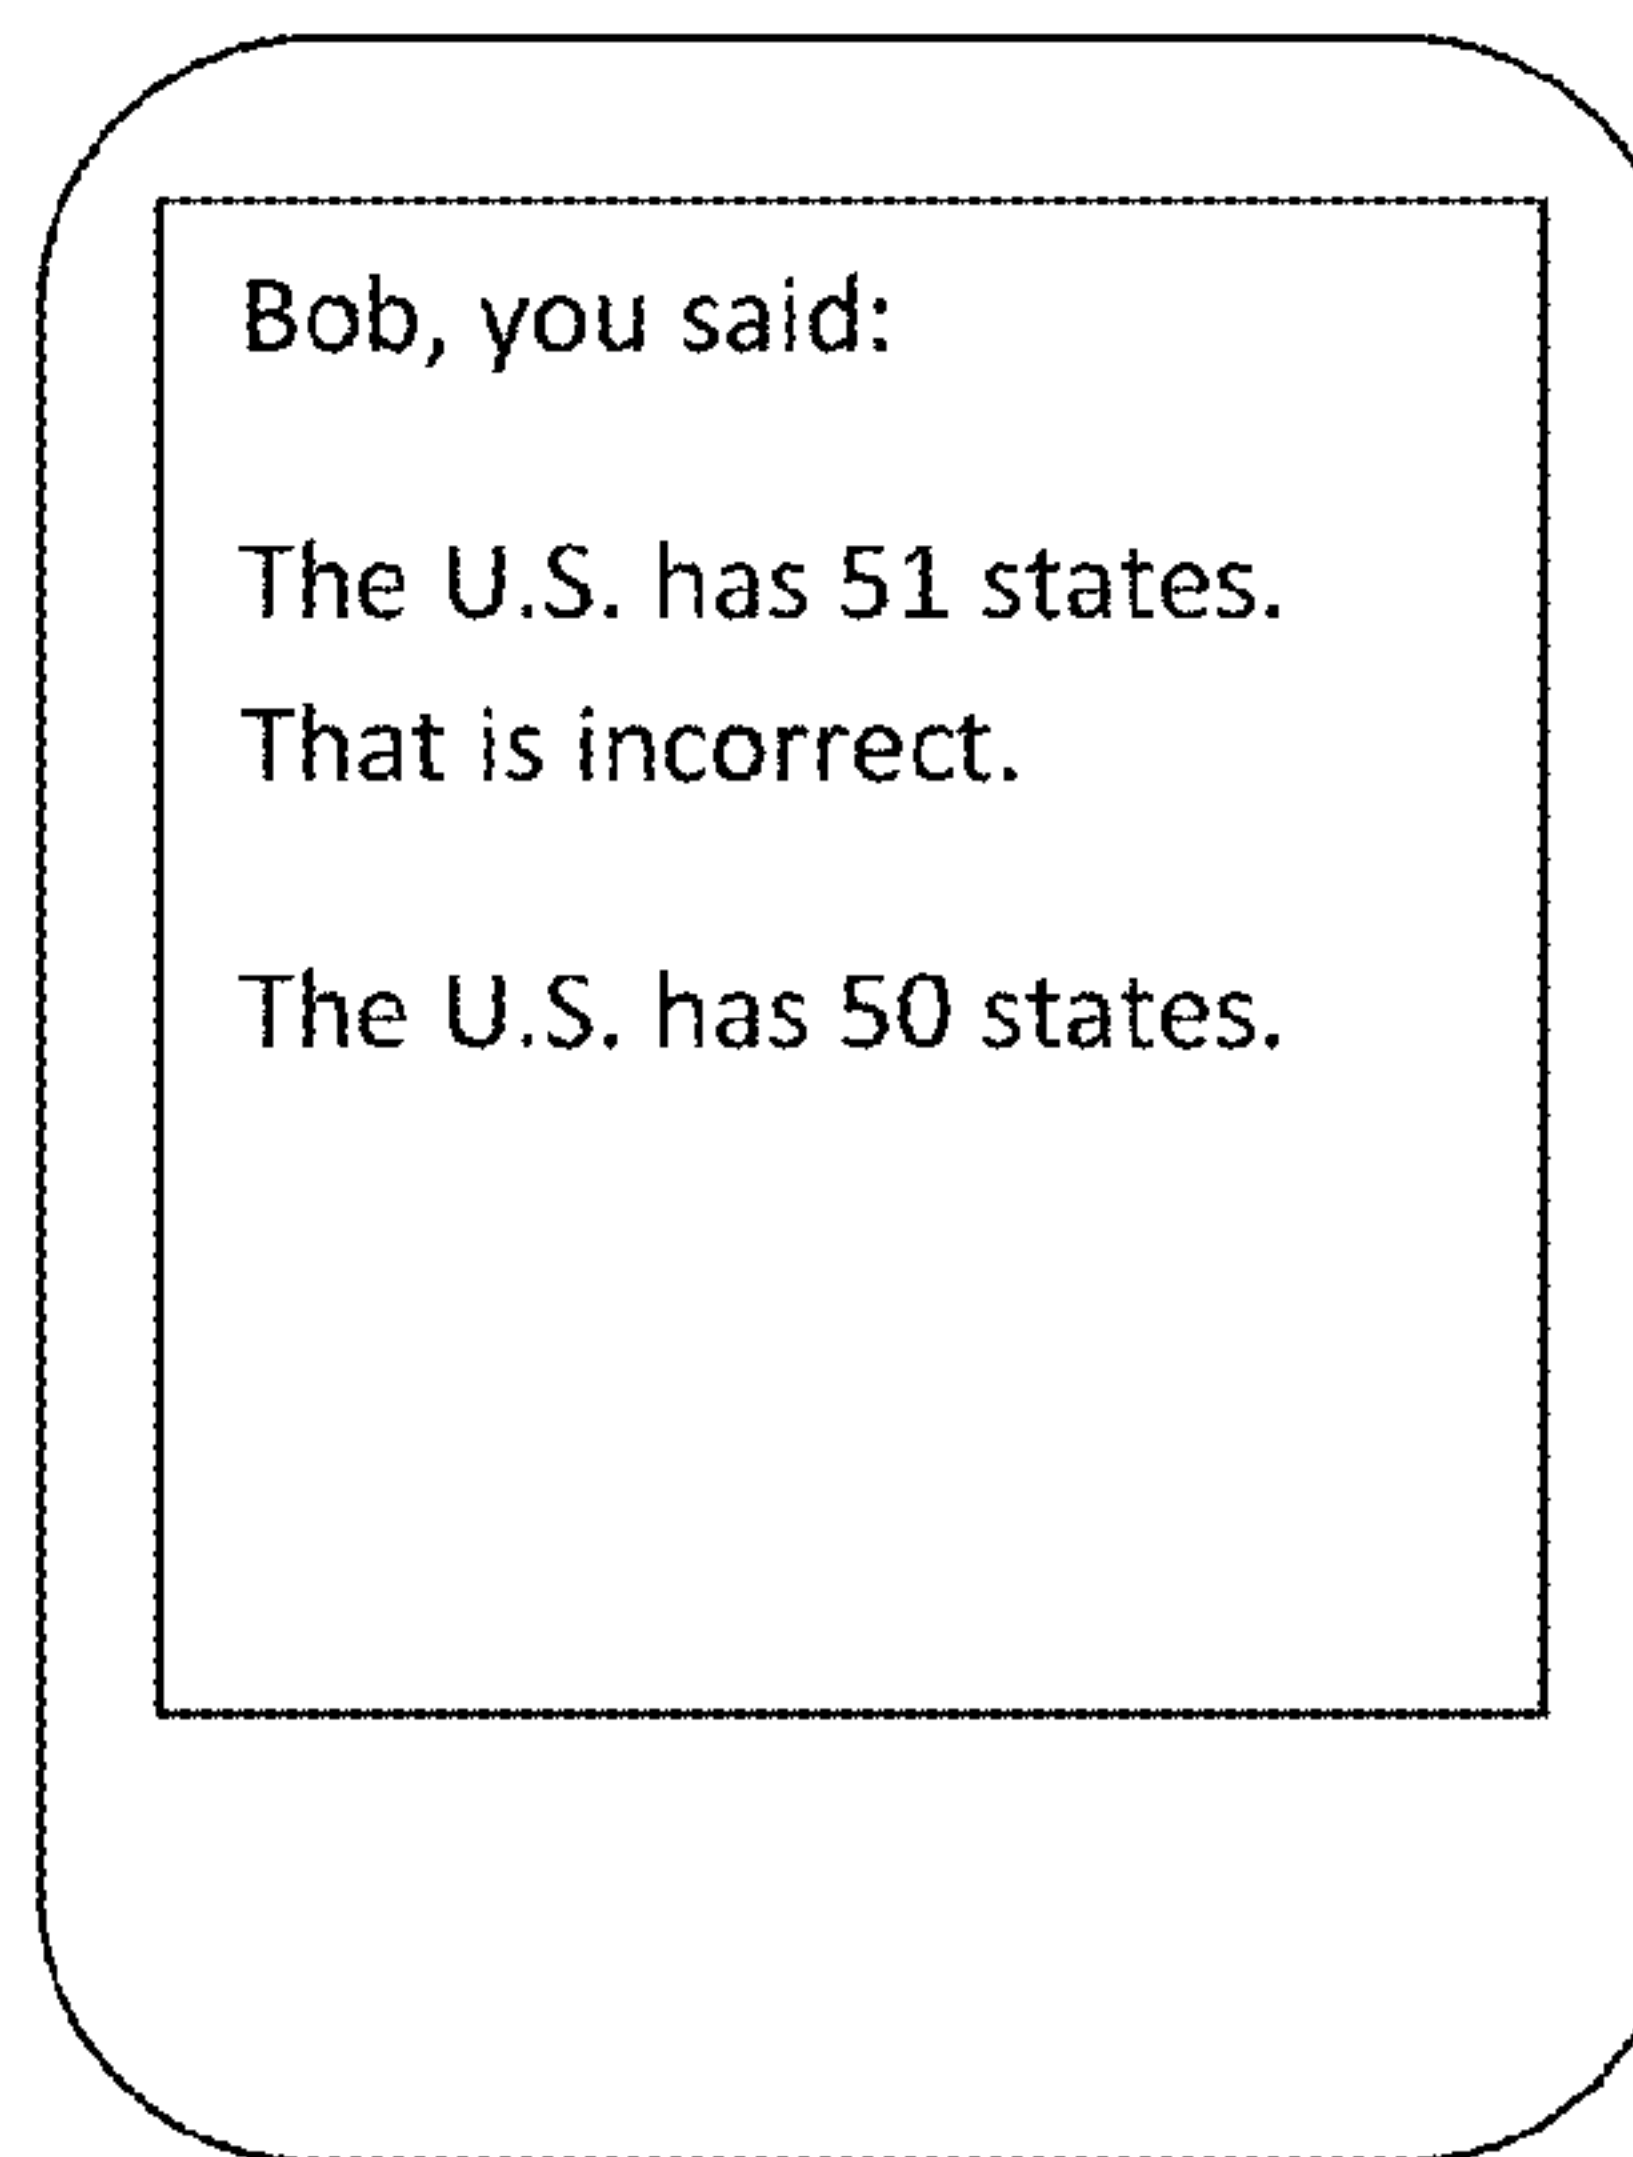 Bob, you said:
The U.S. has 51 states.
That is incorrect.
The U.S. has 50 states.